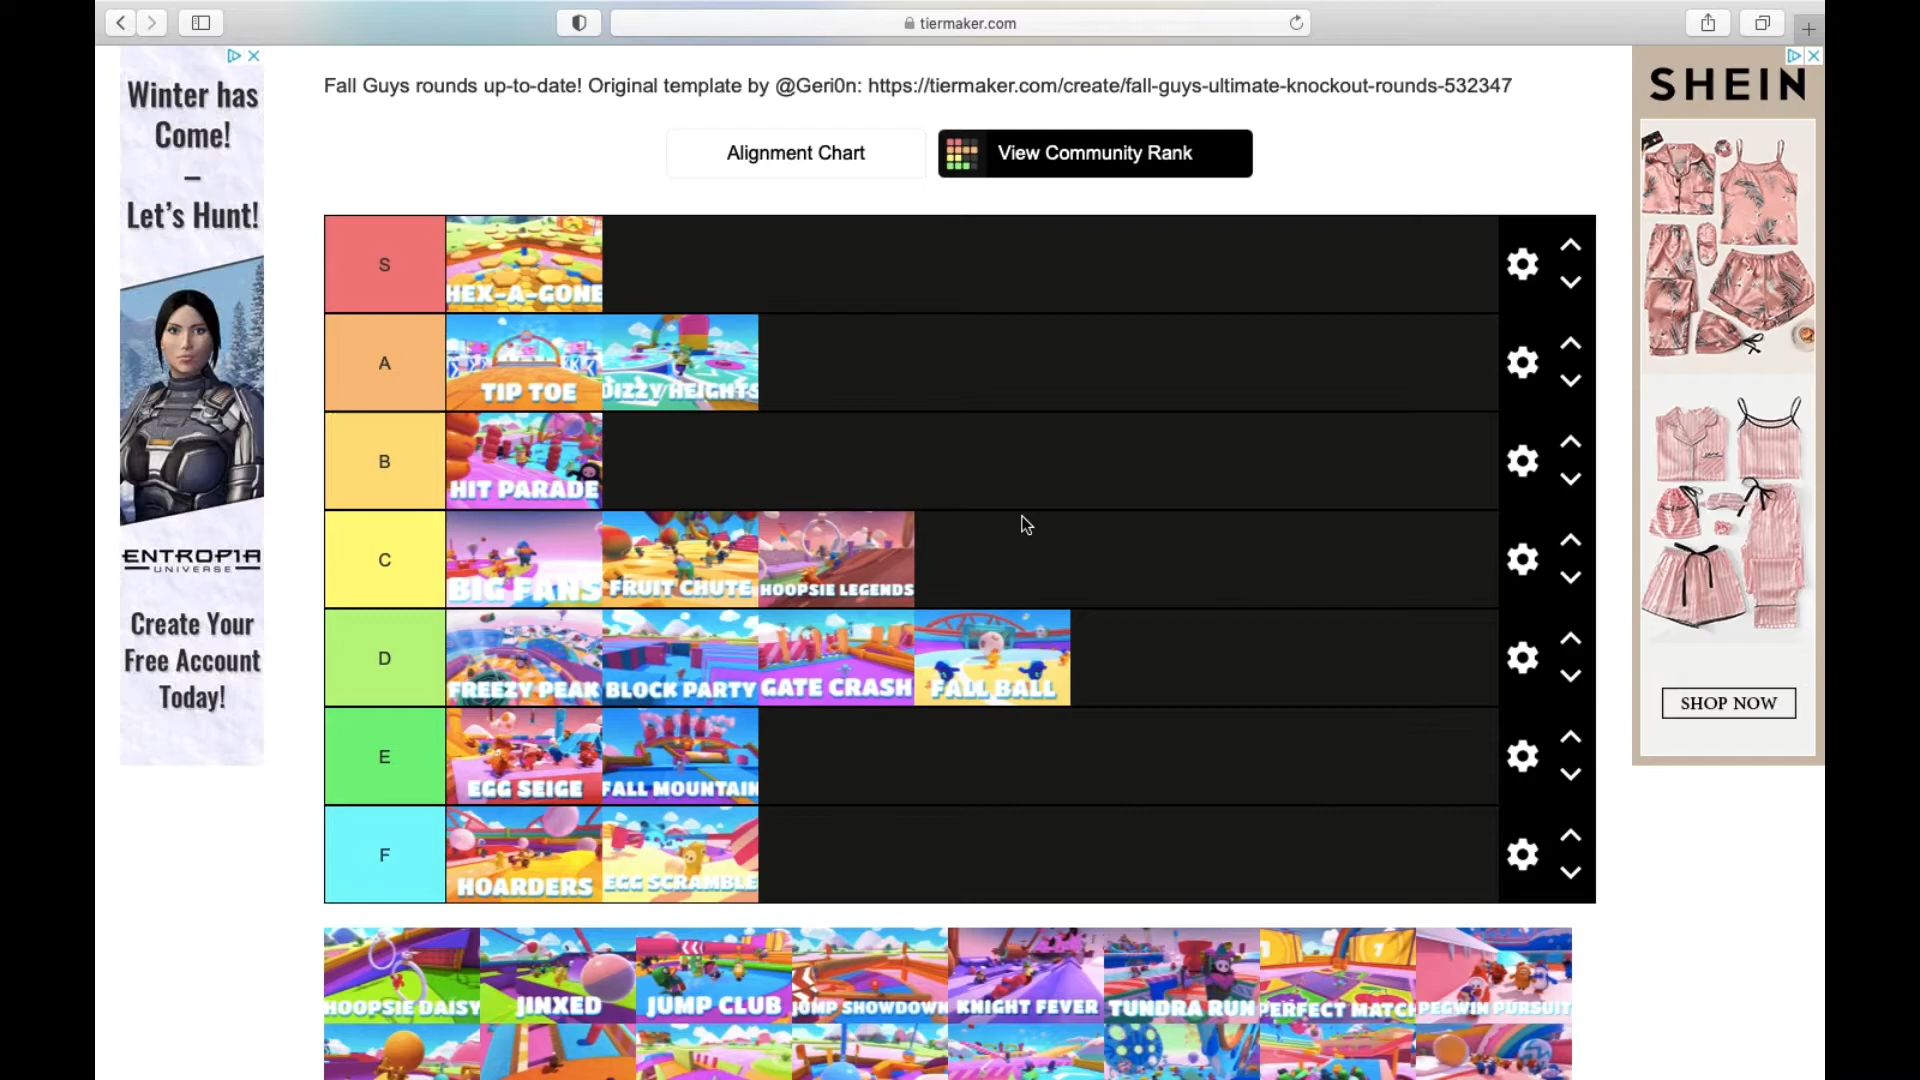 tiermaker.com
Winter has
Come!
–
Let's Hunt!
ENTROPIA
UNIVERSE
Create Your
Free Account
Today!
Fall Guys rounds up-to-date! Original template by @Geri0n: https://tiermaker.com/create/fall-guys-ultimate-knockout-rounds-532347
Alignment Chart
View Community Rank
S
HEX-A-GONE
A
TIP TOE
DIZZY HEIGHTS
B
HIT PARADE
C
BIG FANS
FRUIT CHUTE
HOOPSIE LEGENDS
D
FREEZY PEAK
BLOCK PARTY
GATE CRASH
FALL BALL
E
EGG SEIGE
FALL MOUNTAIN
F
HOARDERS
EGG SCRAMBLE
HOOPSIE DAISY
JINXED
JUMP CLUB
JUMP SHOWDOWN
KNIGHT FEVER
TUNDRA RUN
PERFECT MATCH
PEGWIN PURSUIT
SHEIN
SHOP NOW